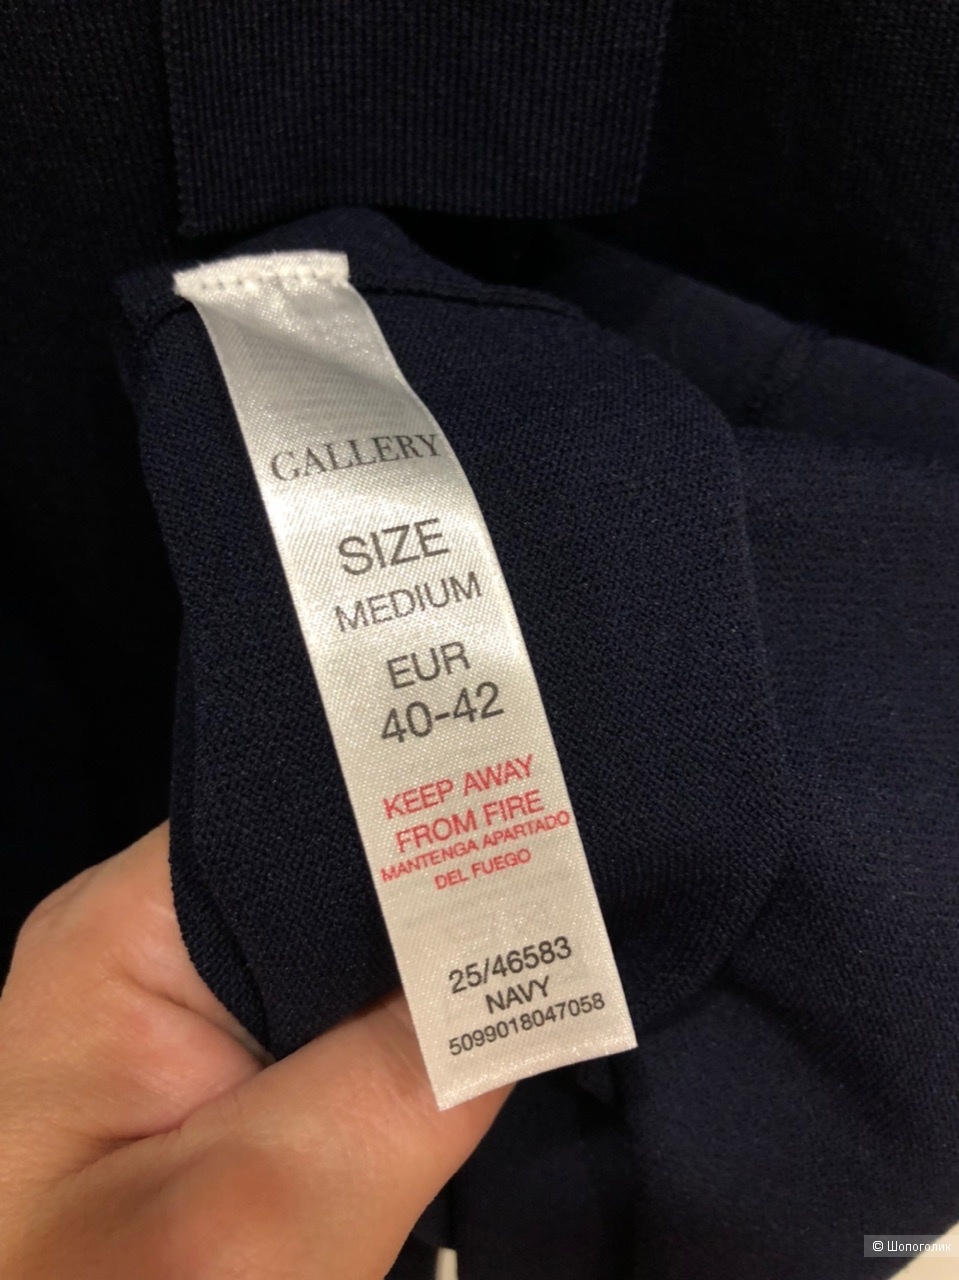 GALLERY
SIZE
MEDIUM
EUR
40-42
KEEP AWAY
FROM FIRE
MANTENGA APARTADO
DEL FUEGO
25/46583
NAVY
5099018047058
© Шопоголик